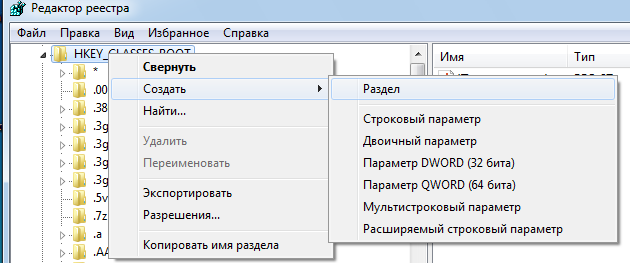 Редактор реестра
Файл Правка Вид Избранное Справка
HKEY_CLASSES_ROOT
*
.00
.38
.3g
.3g
.3g
.3g
.5v
.7z
.a
.AA
Свернуть
Создать
Найти...
Удалить
Переименовать
Экспортировать
Разрешения...
Копировать имя раздела
Раздел
Строковый параметр
Двоичный параметр
Параметр DWORD (32 бита)
Параметр QWORD (64 бита)
Мультистроковый параметр
Расширяемый строковый параметр
Имя Тип